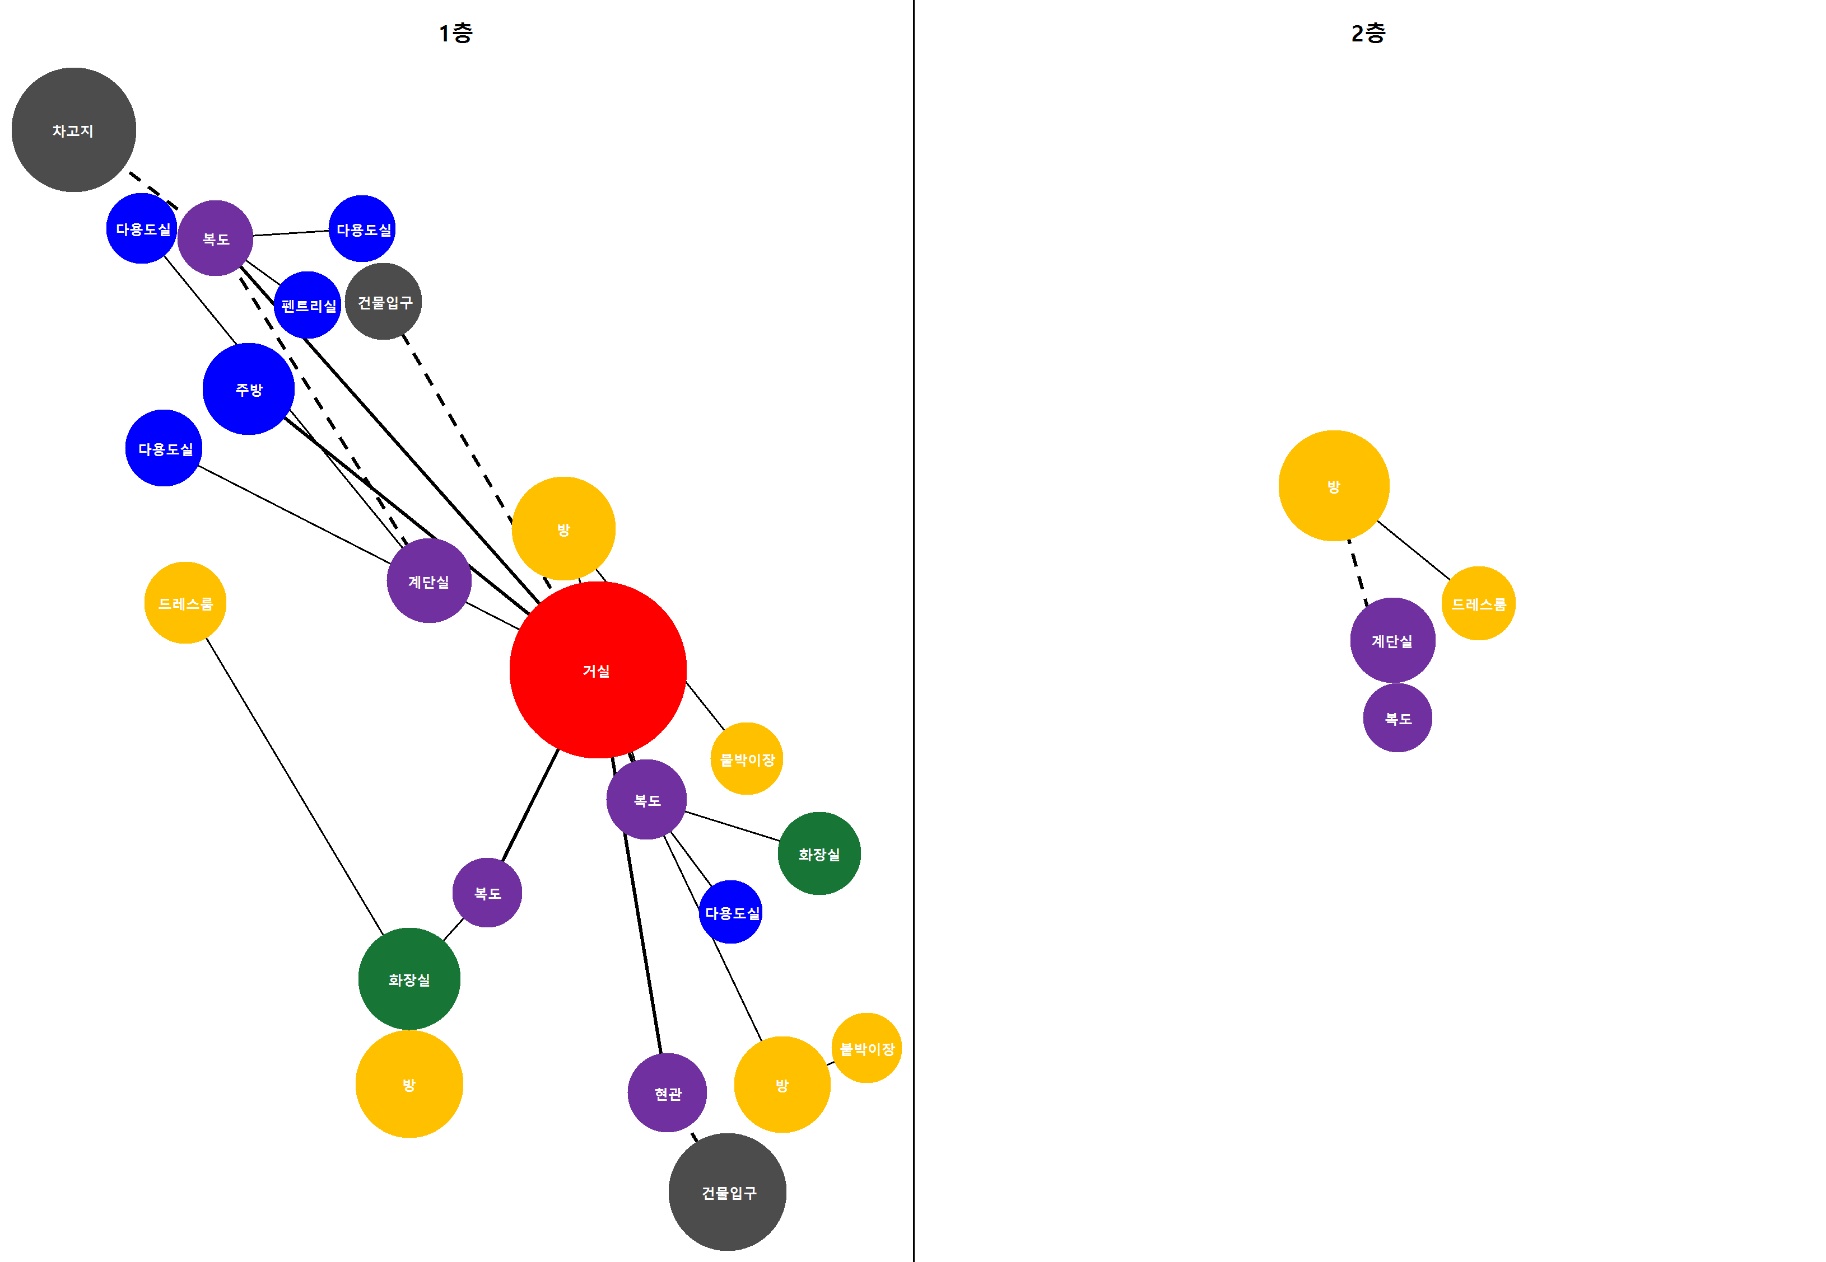 1층
2층
차고지
다용도실
복도
다용도실
펜트리실
건물입구
주방
다용도실
방
계단실
드레스룸
거실
붙박이장
복도
화장실
복도
다용도실
화장실
붙박이장
방
현관
방
건물입구
방
드레스룸
계단실
복도